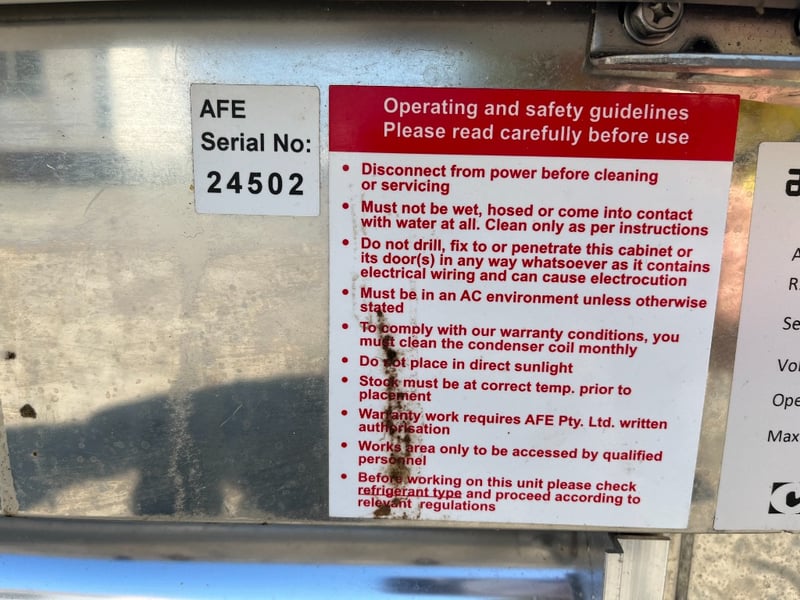 AFE
Serial No:
24502
Operating and safety guidelines
Please read carefully before use
• Disconnect from power before cleaning
or servicing
• Must not be wet, hosed or come into contact
with water at all. Clean only as per instructions
• Do not drill, fix to or penetrate this cabinet or
its door(s) in any way whatsoever as it contains
electrical wiring and can cause electrocution
• Must be in an AC environment unless otherwise
stated
• To comply with our warranty conditions, you
must clean the condenser coil monthly
• Do not place in direct sunlight
• Stock must be at correct temp. prior to
placement
• Warranty work requires AFE Pty. Ltd. written
authorisation
• Works area only to be accessed by qualified
personnel
• Before working on this unit please check
refrigerant type and proceed according to
relevant regulations
a
A
R.
Se
Vol
Ope
Max
C